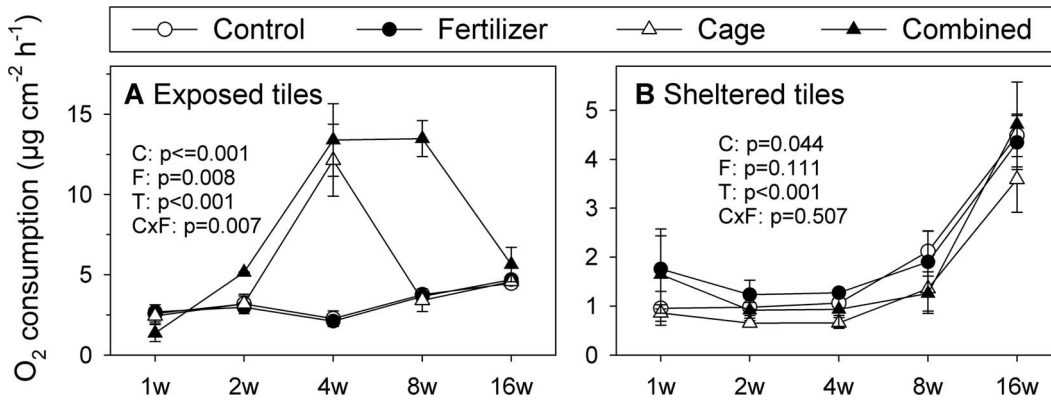 Control Fertilizer Cage Combined
O₂ consumption (µg cm⁻² h⁻¹)
A Exposed tiles
C: p<=0.001
F: p=0.008
T: p<0.001
CxF: p=0.007
15
10
5
0
1w 2w 4w 8w 16w
B Sheltered tiles
C: p=0.044
F: p=0.111
T: p<0.001
CxF: p=0.507
5
4
3
2
1
0
1w 2w 4w 8w 16w